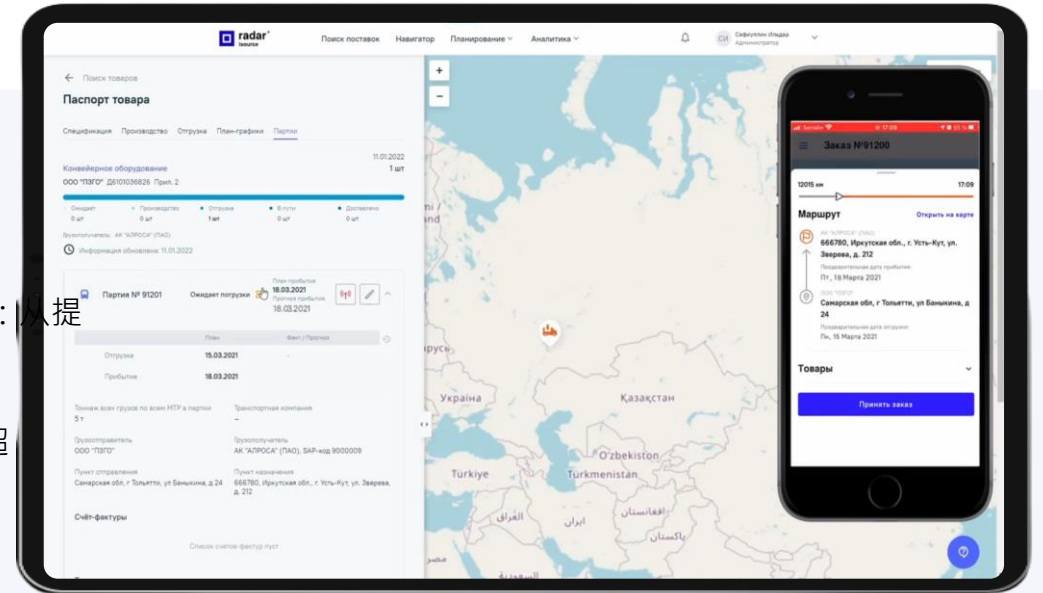 radar
isource
Поиск поставок Навигатор Планирование Аналитика
СИ Сафиуллин Ильдар
Администратор
← Поиск товаров
Паспорт товара
Спецификация Производство Отгрузка План-графики Партии
11.01.2022
Конвейерное оборудование 1 шт
ООО "ПЗГО" Д6101036826 Прил. 2
Ожидает Производство Отгрузка В пути Доставлено
0 шт 0 шт 1 шт 0 шт 0 шт
Грузополучатель: АК "АЛРОСА" (ПАО)
Информация обновлена: 11.01.2022
План прибытия
Партия № 91201 Ожидает погрузки 18.03.2021
Прогноз прибытия
18.03.2021
План Факт / Прогноз
Отгрузка 15.03.2021 -
Прибытие 18.03.2021
Тоннаж всех грузов по всем МТР в партии Транспортная компания
5 т –
Грузоотправитель Грузополучатель
ООО "ПЗГО" АК "АЛРОСА" (ПАО), SAP-код 9000009
Пункт отправления Пункт назначения
Самарская обл, г Тольятти, ул Баныкина, д 24 666780, Иркутская обл., г. Усть-Кут, ул. Зверева,
д. 212
Счёт-фактуры
Список счетов-фактур пуст
: 从提
+
−
Україна
Қазақстан
O'zbekiston
Türkiye
Türkmenistan
العراق
ایران
افغانستان
پاکستان
مصر
السعودية
17:09
Заказ №91200
12015 км 17:09
Маршрут Открыть на карте
АК "АЛРОСА" (ПАО)
666780, Иркутская обл., г. Усть-Кут, ул.
Зверева, д. 212
Предварительная дата прибытия
Пт, 18 Марта 2021
ООО "ПЗГО"
Самарская обл, г Тольятти, ул Баныкина, д
24
Предварительная дата отгрузки
Пн, 15 Марта 2021
Товары
Принять заказ